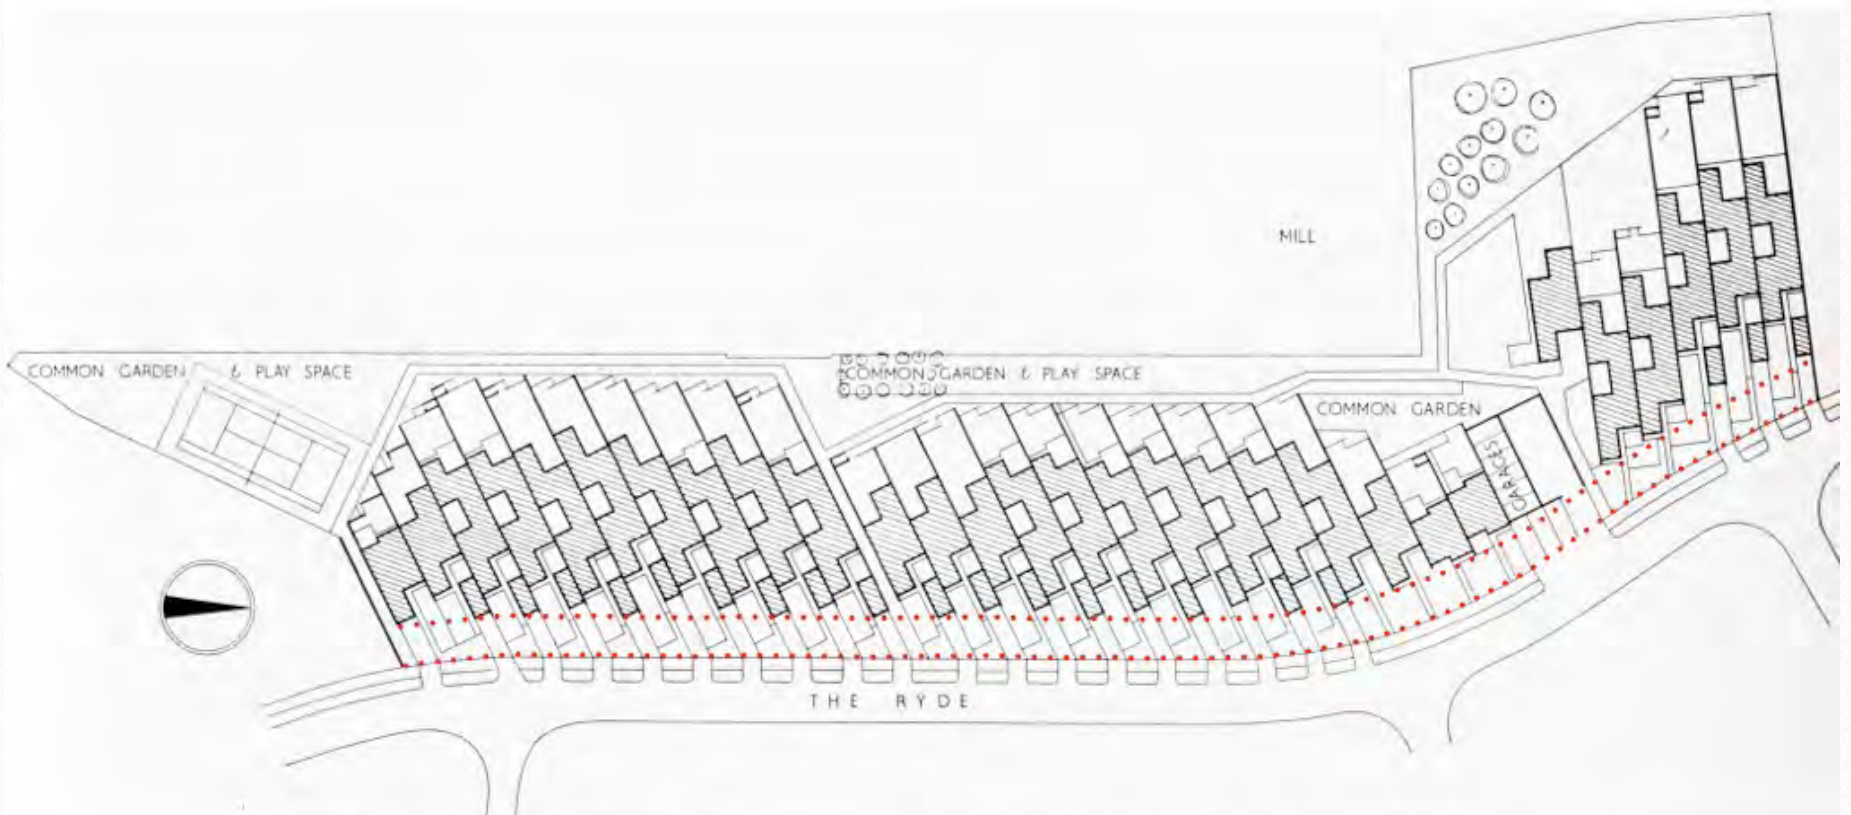 MILL
COMMON GARDEN & PLAY SPACE
COMMON GARDEN & PLAY SPACE
COMMON GARDEN
GARAGES
THE RYDE